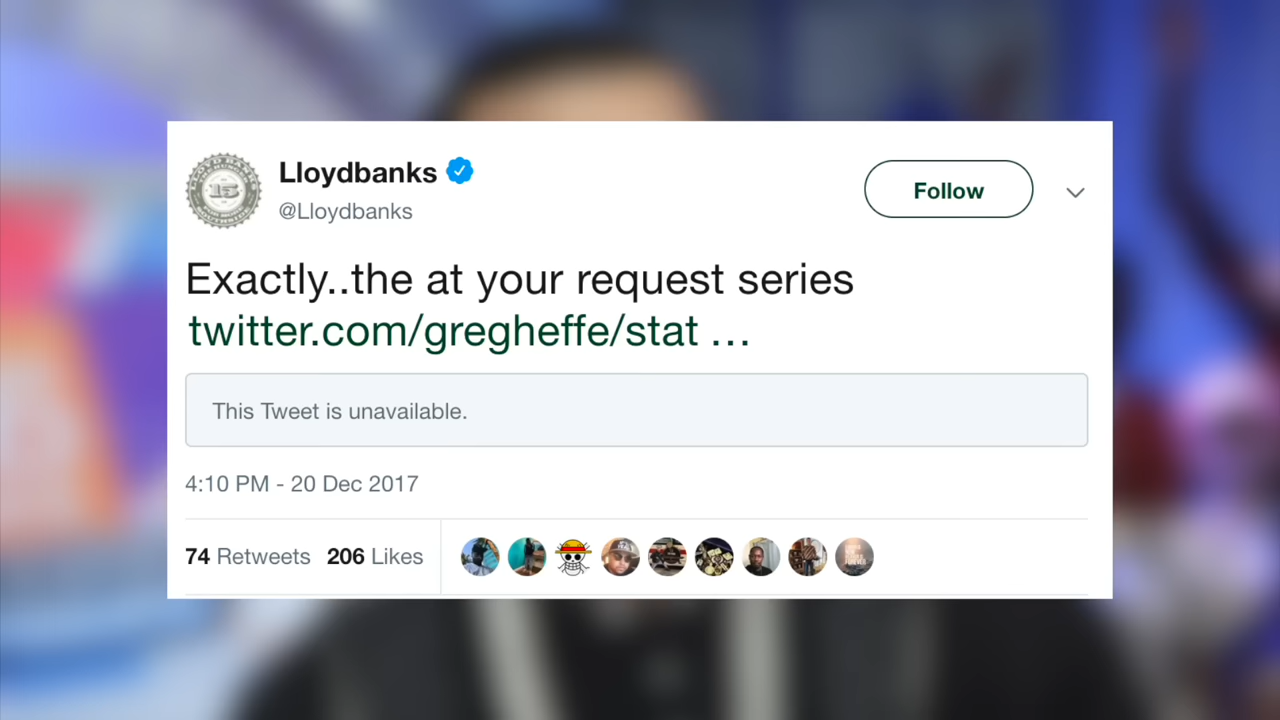 Lloydbanks
@Lloydbanks
Follow
Exactly..the at your request series
twitter.com/gregheffe/stat ...
This Tweet is unavailable.
4:10 PM - 20 Dec 2017
74 Retweets 206 Likes
15